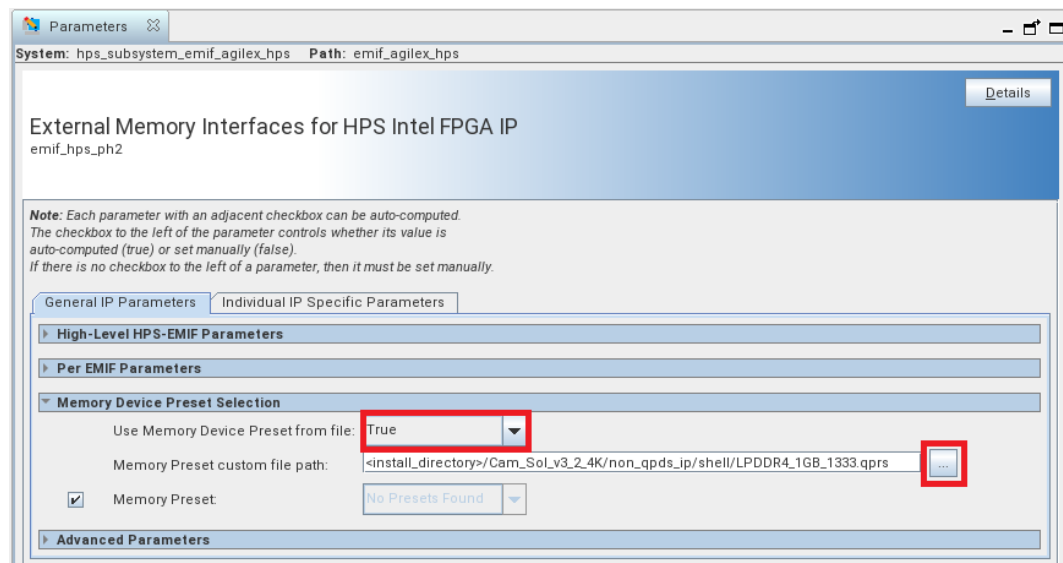 Parameters
System: hps_subsystem_emif_agilex_hps Path: emif_agilex_hps
Details
External Memory Interfaces for HPS Intel FPGA IP
emif_hps_ph2
Note: Each parameter with an adjacent checkbox can be auto-computed.
The checkbox to the left of the parameter controls whether its value is
auto-computed (true) or set manually (false).
If there is no checkbox to the left of a parameter, then it must be set manually.
General IP Parameters Individual IP Specific Parameters
High-Level HPS-EMIF Parameters
Per EMIF Parameters
Memory Device Preset Selection
Use Memory Device Preset from file: True
Memory Preset custom file path: <install_directory>/Cam_Sol_v3_2_4K/non_qpds_ip/shell/LPDDR4_1GB_1333.qprs ...
Memory Preset: No Presets Found
Advanced Parameters